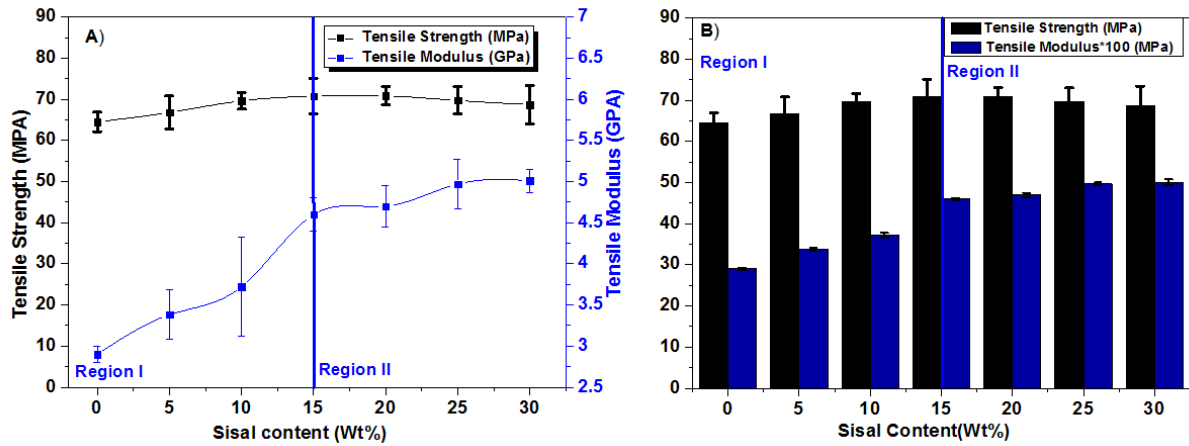 A)
Tensile Strength (MPa)
Tensile Modulus (GPa)
90
80
70
60
50
40
30
20
10
0
Tensile Strength (MPA)
7
6.5
6
5.5
5
4.5
4
3.5
3
2.5
Tensile Modulus (GPA)
Region I
Region II
0 5 10 15 20 25 30
Sisal content (Wt%)
B)
Tensile Strength (MPa)
Tensile Modulus*100 (MPa)
Region I
Region II
90
80
70
60
50
40
30
20
10
0
0 5 10 15 20 25 30
Sisal Content(Wt%)